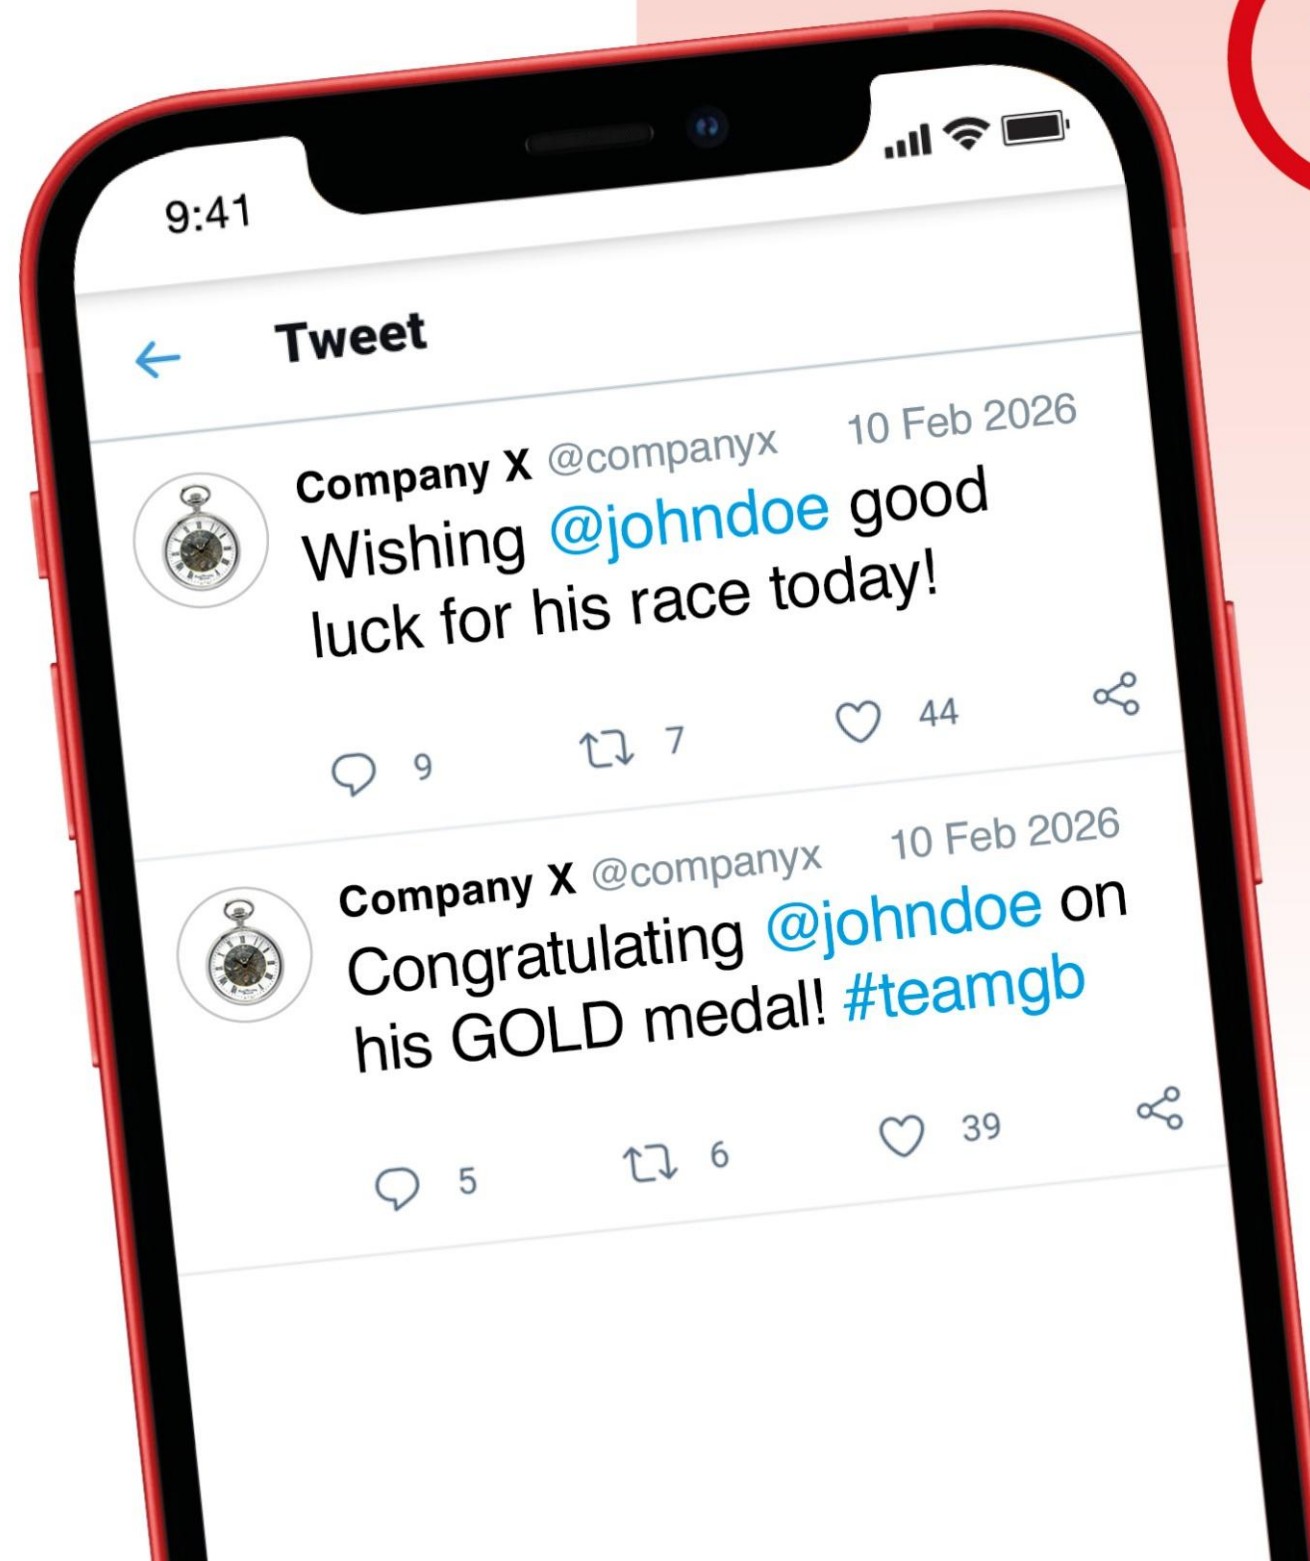 9:41
Tweet
Company X @companyx 10 Feb 2026
Wishing @johndoe good
luck for his race today!
9 7 44
Company X @companyx 10 Feb 2026
Congratulating @johndoe on
his GOLD medal! #teamgb
5 6 39